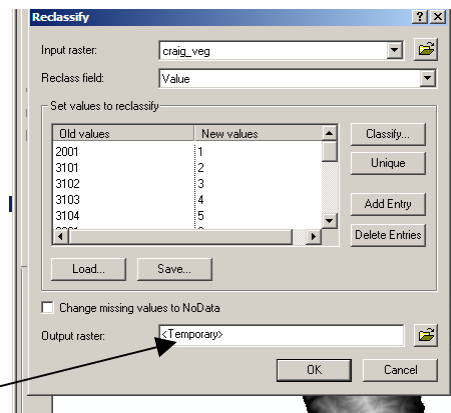 Reclassify
Input raster: craig_veg
Reclass field: Value
Set values to reclassify
Old values New values Classify...
2001 1
3101 2 Unique
3102 3
3103 4 Add Entry
3104 5
Delete Entries
Load... Save...
Change missing values to NoData
Output raster: <Temporary>
OK Cancel